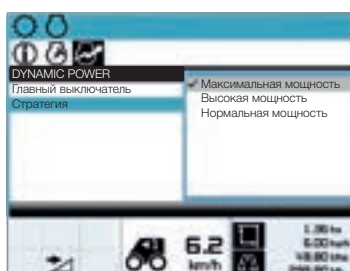 DYNAMIC POWER
Главный выключатель
Стратегия
✓ Максимальная мощность
Высокая мощность
Нормальная мощность
6.2
km/h